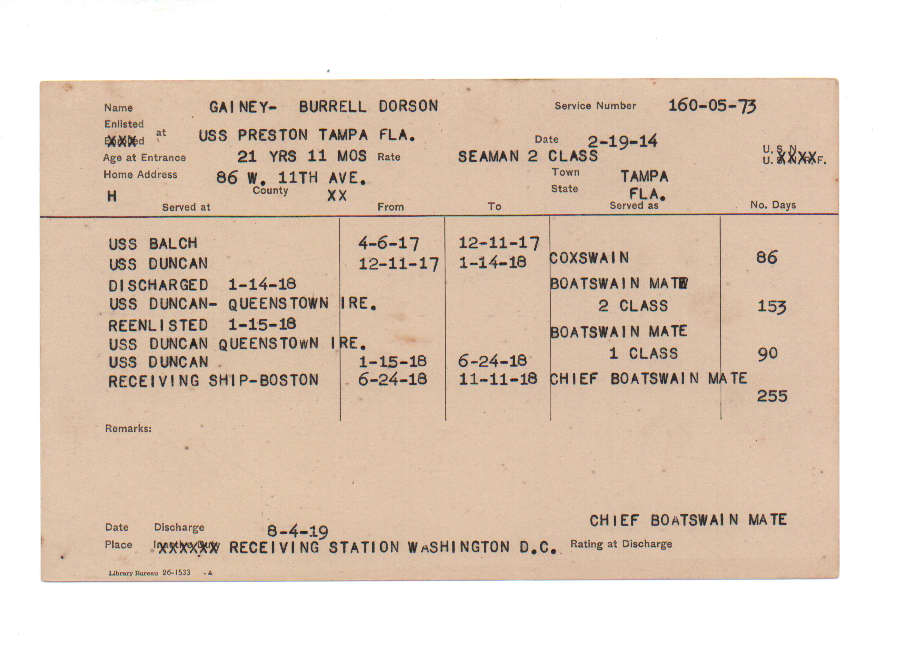 Name GAINEY- BURRELL DORSON Service Number 160-05-73
Enlisted at USS PRESTON TAMPA FLA. Date 2-19-14
Age at Entrance 21 YRS 11 MOS Rate SEAMAN 2 CLASS U.S.N.
Home Address 86 W. 11TH AVE. County XX Town TAMPA
State FLA.
H
Served at From To Served as No. Days
USS BALCH 4-6-17 12-11-17
USS DUNCAN 12-11-17 1-14-18 COXSWAIN 86
DISCHARGED 1-14-18 BOATSWAIN MATE
USS DUNCAN- QUEENSTOWN IRE. 2 CLASS 153
REENLISTED 1-15-18 BOATSWAIN MATE
USS DUNCAN QUEENSTOWN IRE.
USS DUNCAN 1-15-18 6-24-18 1 CLASS 90
RECEIVING SHIP-BOSTON 6-24-18 11-11-18 CHIEF BOATSWAIN MATE
255
Remarks:
CHIEF BOATSWAIN MATE
Date Discharge 8-4-19
Place XXXXXX RECEIVING STATION WASHINGTON D.C. Rating at Discharge
Library Bureau 26-1533 -A